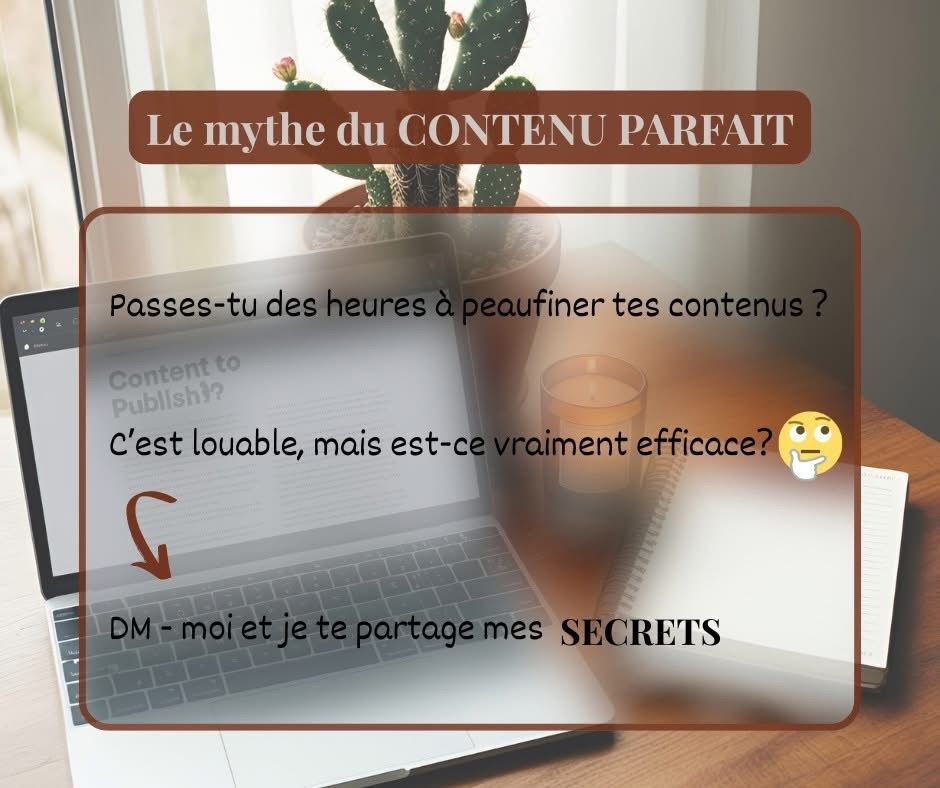 Le mythe du CONTENU PARFAIT
Passes-tu des heures à peaufiner tes contenus ?
Content to
Publish!?
C'est louable, mais est-ce vraiment efficace?
DM - moi et je te partage mes SECRETS